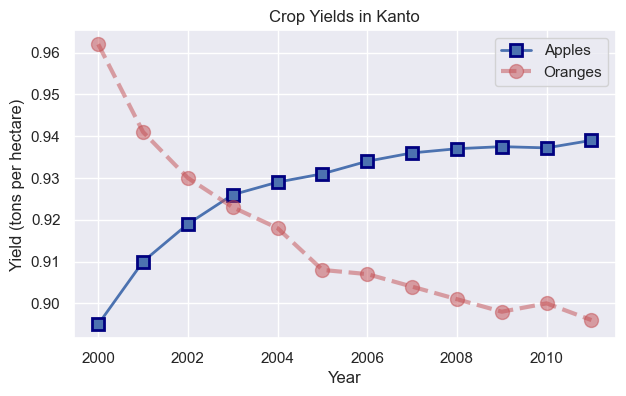 Crop Yields in Kanto
Apples
Oranges
Yield (tons per hectare)
0.96
0.95
0.94
0.93
0.92
0.91
0.90
2000
2002
2004
2006
2008
2010
Year